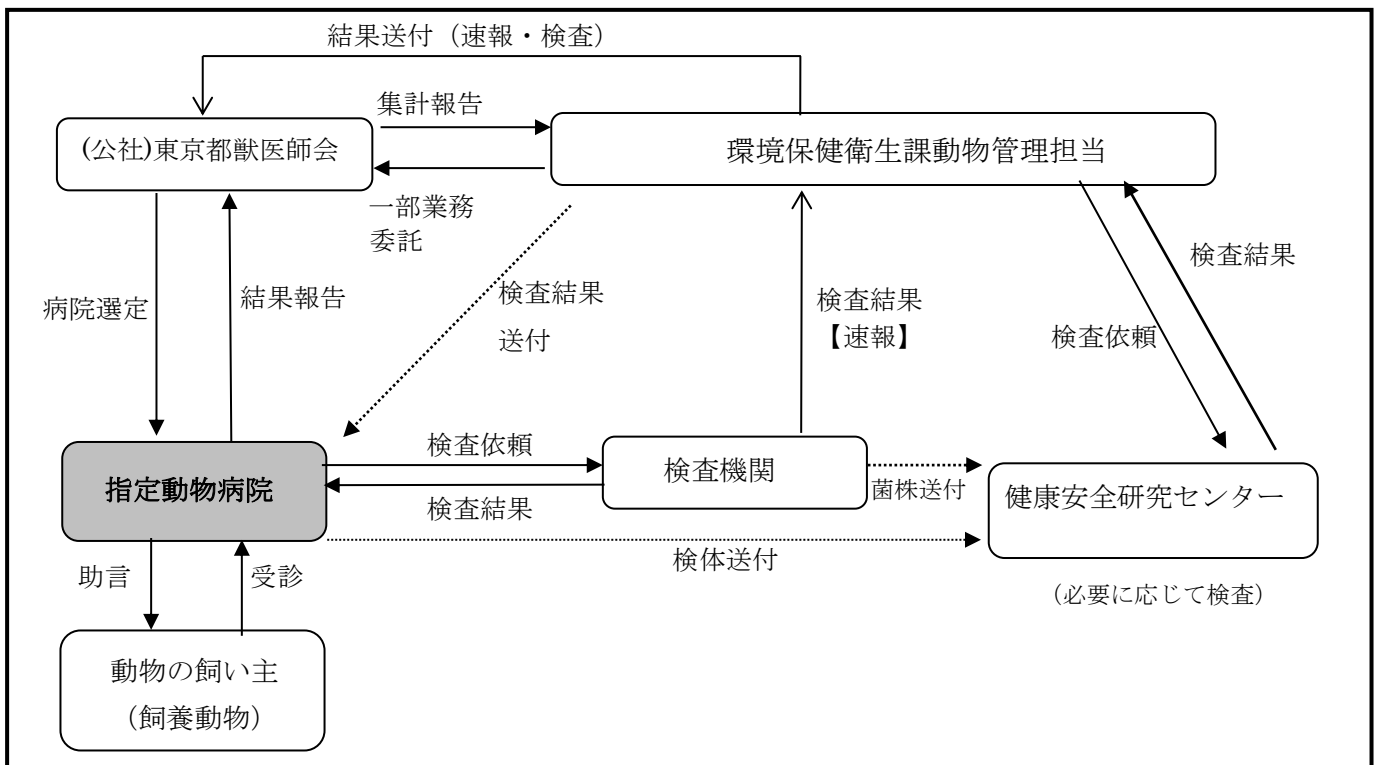 結果送付（速報・検査）
集計報告
(公社)東京都獣医師会
環境保健衛生課動物管理担当
一部業務
委託
検査結果
病院選定
結果報告
検査結果
送付
検査結果
【速報】
検査依頼
検査依頼
指定動物病院
検査機関
菌株送付
健康安全研究センター
検査結果
検体送付
助言
受診
（必要に応じて検査）
動物の飼い主
（飼養動物）